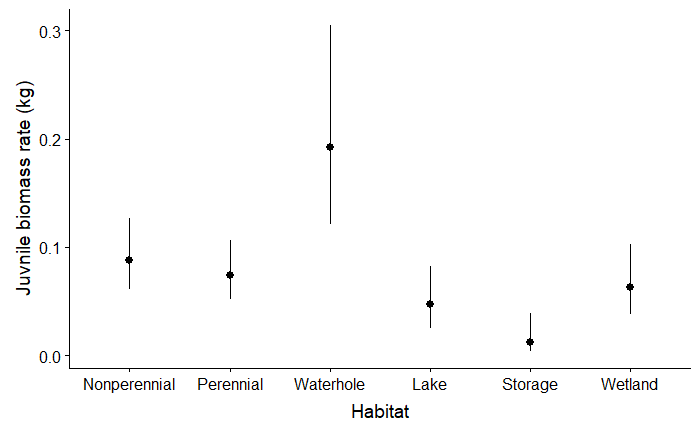 Juvnile biomass rate (kg)
0.3
0.2
0.1
0.0
Nonperennial Perennial Waterhole Lake Storage Wetland
Habitat